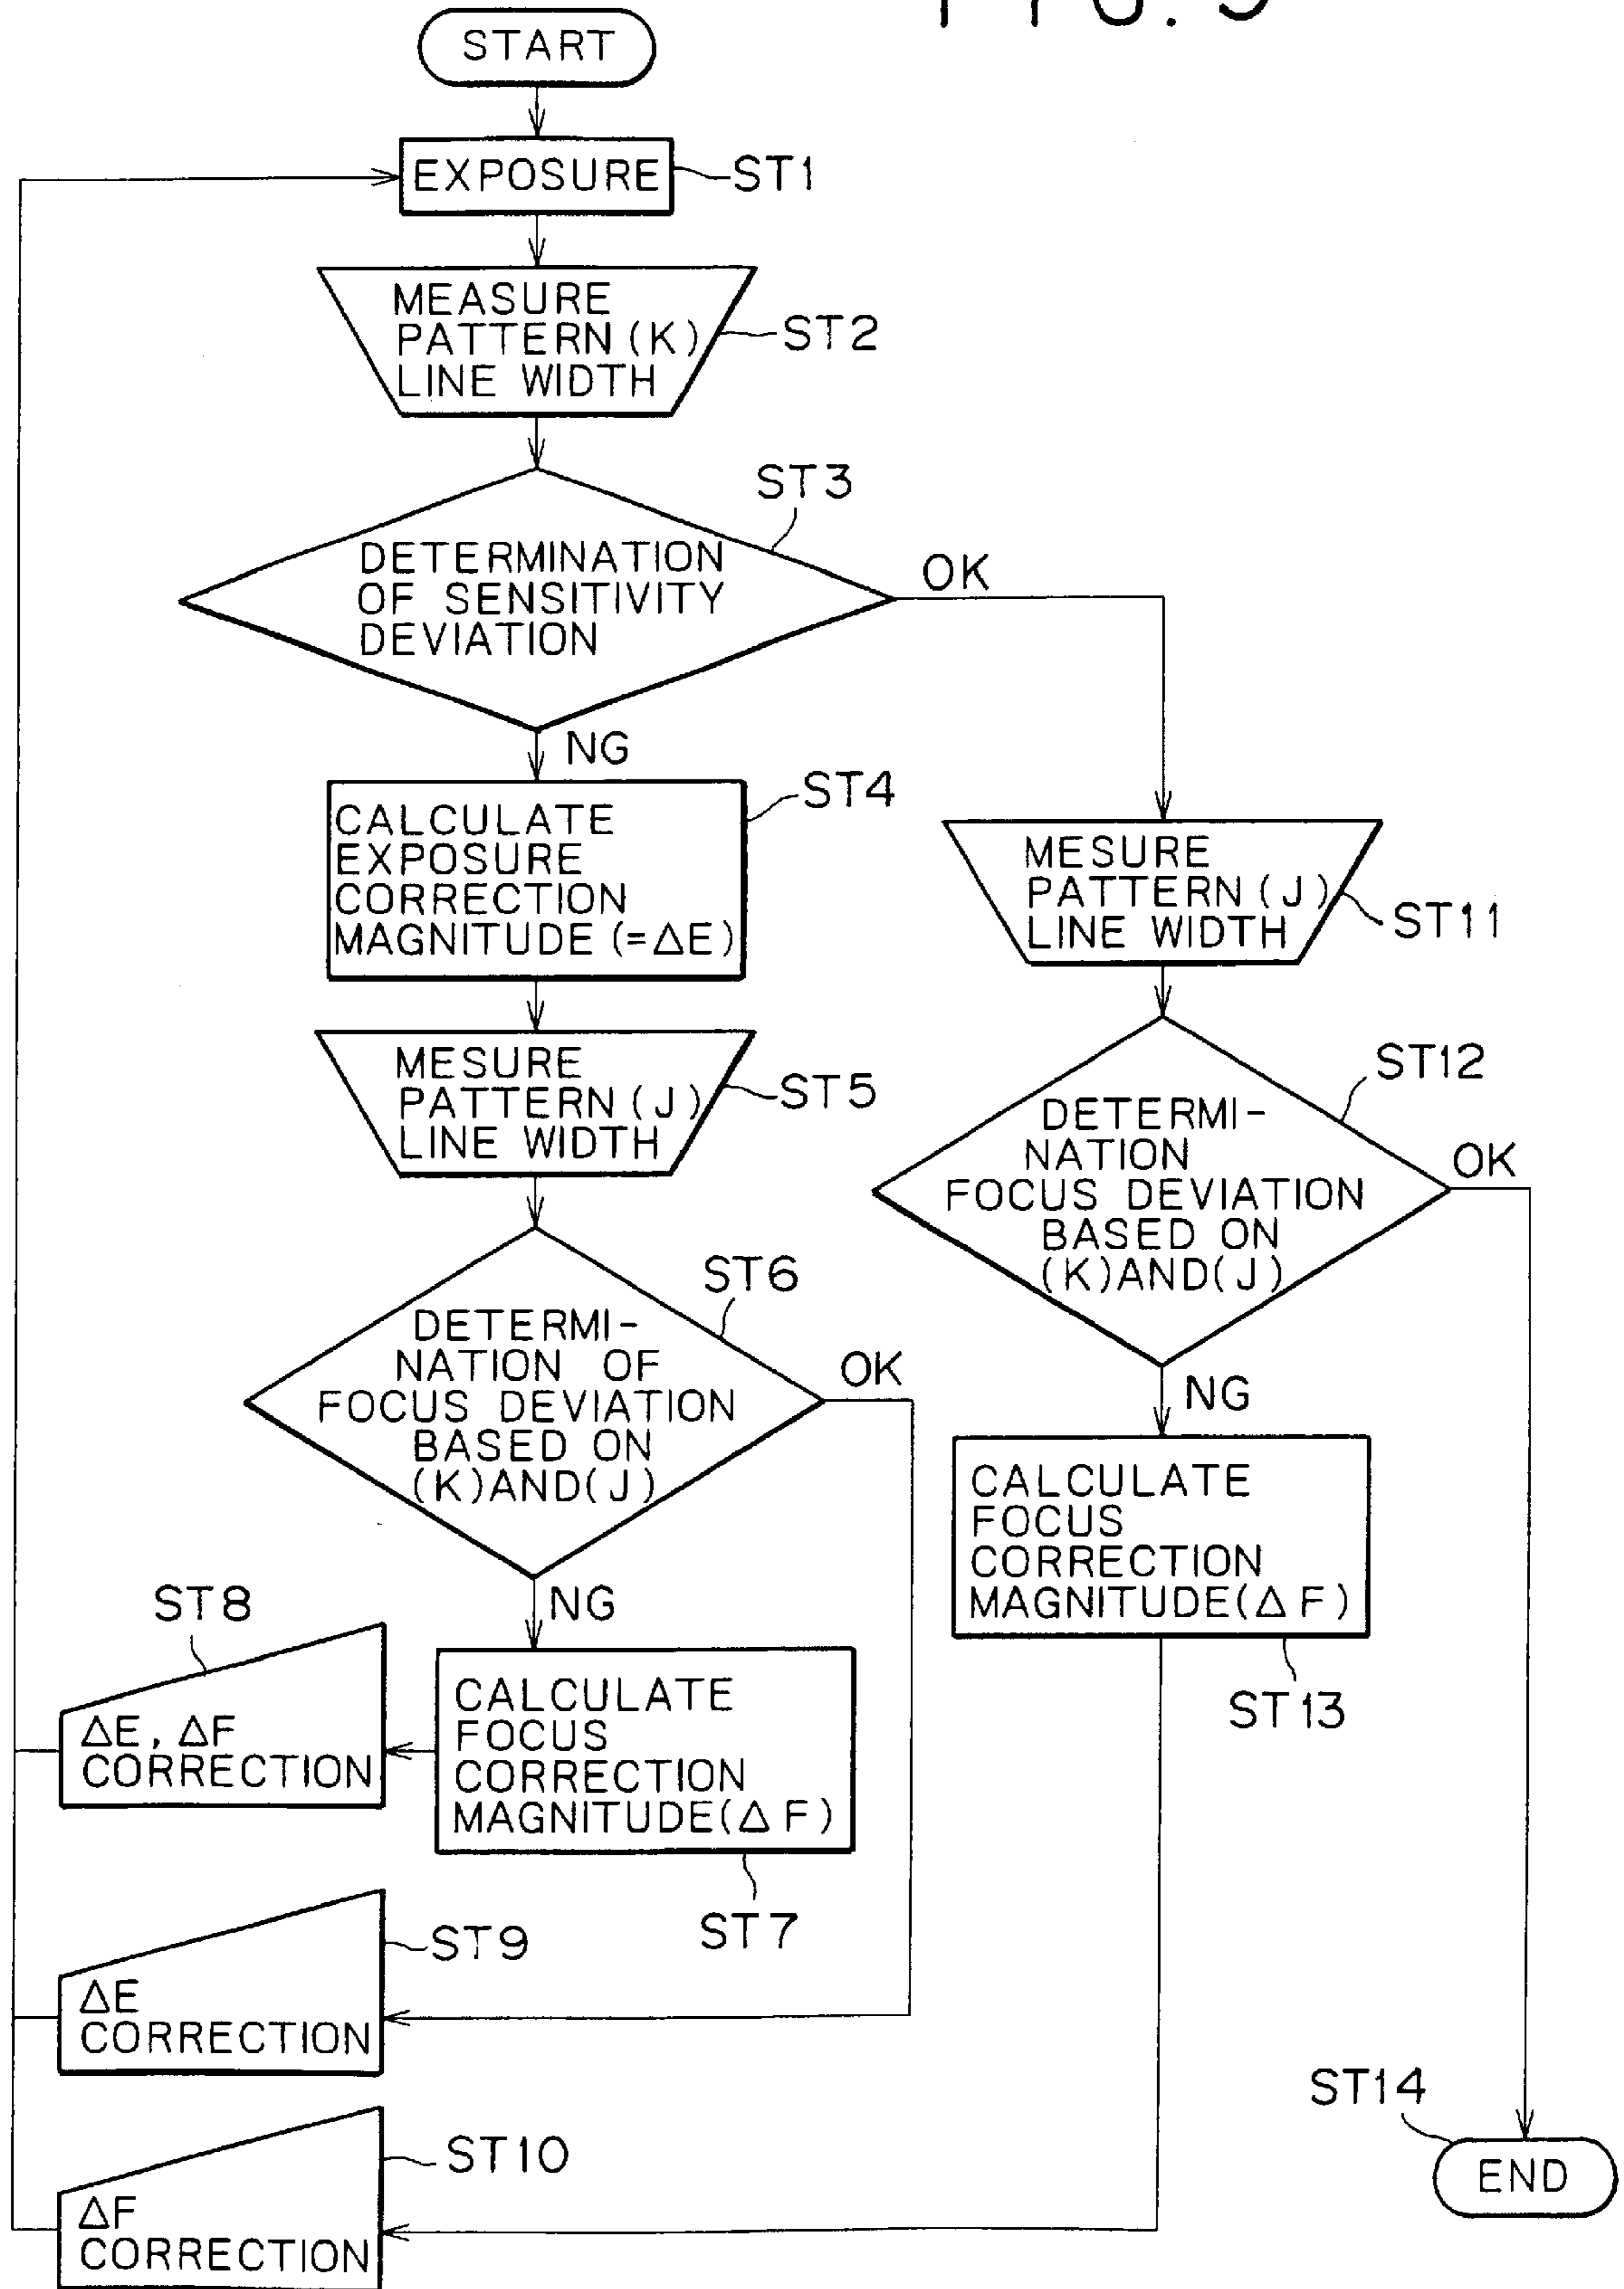 FIG.
START
EXPOSURE
ST1
MEASURE
PATTERN (K)
LINE WIDTH
ST2
ST3
DETERMINATION
OF SENSITIVITY
DEVIATION
OK
NG
ST4
CALCULATE
EXPOSURE
CORRECTION
MAGNITUDE (=ΔE)
MESURE
PATTERN (J)
LINE WIDTH
ST5
ST6
DETERMI-
NATION OF
FOCUS DEVIATION
BASED ON
(K)AND(J)
OK
NG
CALCULATE
FOCUS
CORRECTION
MAGNITUDE(Δ F)
ST7
ST8
ΔE, ΔF
CORRECTION
ST9
ΔE
CORRECTION
ST10
ΔF
CORRECTION
MESURE
PATTERN (J)
LINE WIDTH
ST11
ST12
DETERMI-
NATION
FOCUS DEVIATION
BASED ON
(K)AND(J)
OK
NG
CALCULATE
FOCUS
CORRECTION
MAGNITUDE(Δ F)
ST13
ST14
END